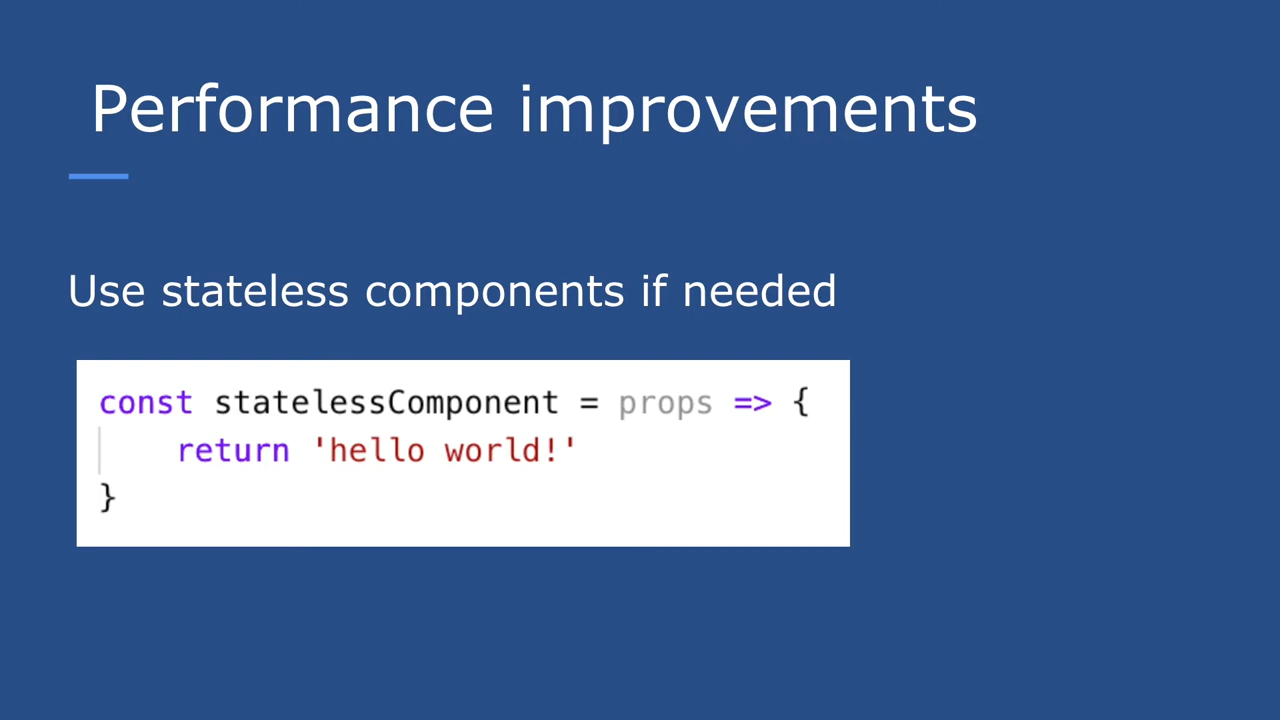 Performance improvements
Use stateless components if needed
const statelessComponent = props => {
    return 'hello world!'
}